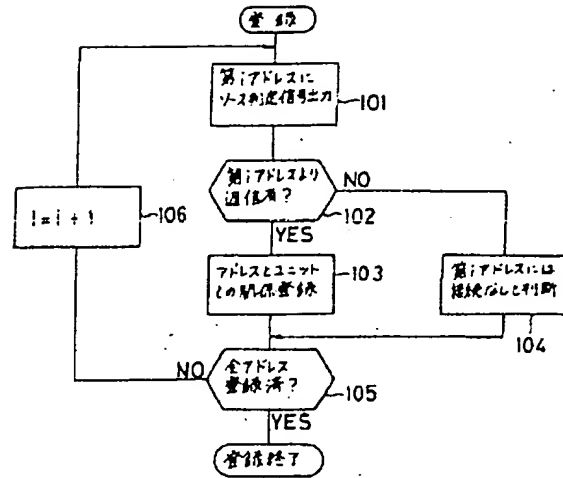 登録
第iアドレスに
ソース判定信号出力
101
第iアドレスより
返信有?
NO
102
YES
i=i+1
106
アドレスとユニット
との関係登録
103
第iアドレスには
接続なしと判断
104
全アドレス
登録済?
NO
105
YES
登録終了